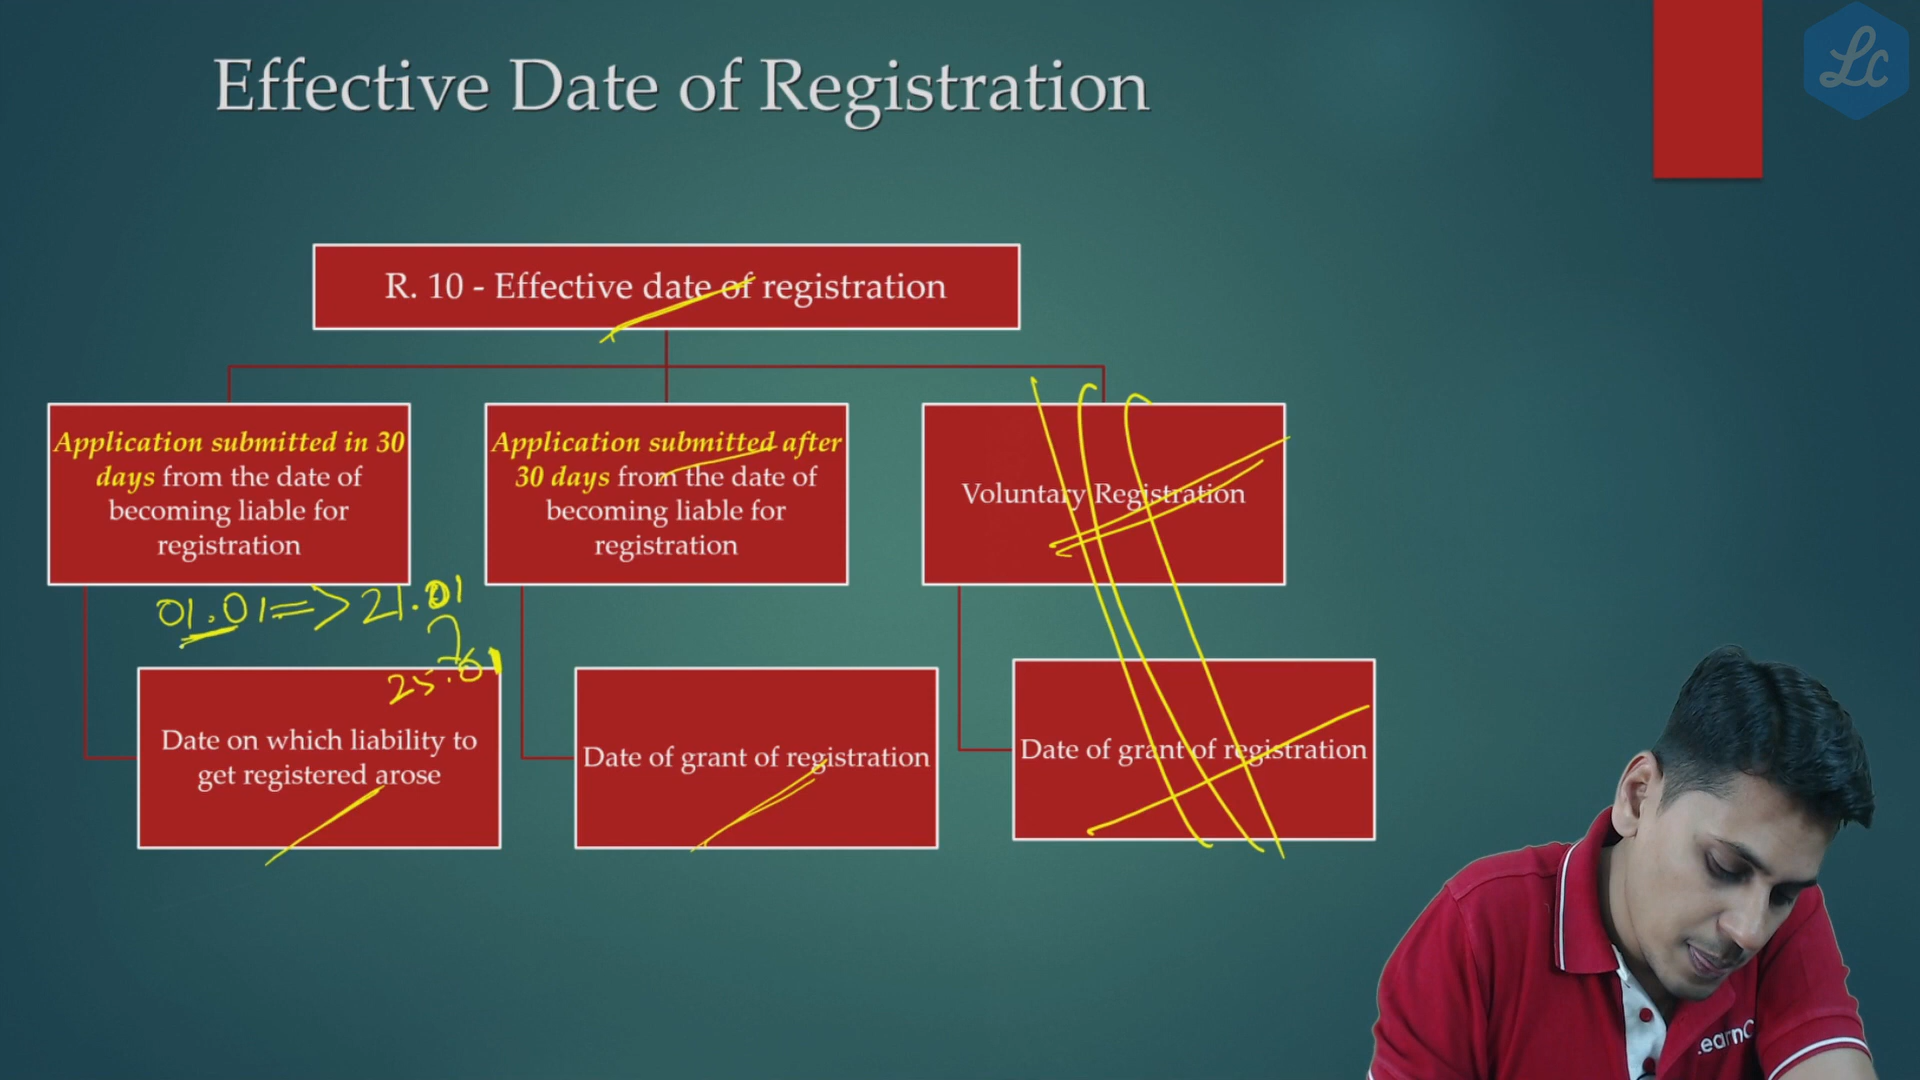 Lc
Effective Date of Registration
R. 10 - Effective date of registration
Application submitted in 30
days from the date of
becoming liable for
registration
Application submitted after
30 days from the date of
becoming liable for
registration
Voluntary Registration
01.01 => 21.01
25.01
Date on which liability to
get registered arose
Date of grant of registration
Date of grant of registration
LearnC